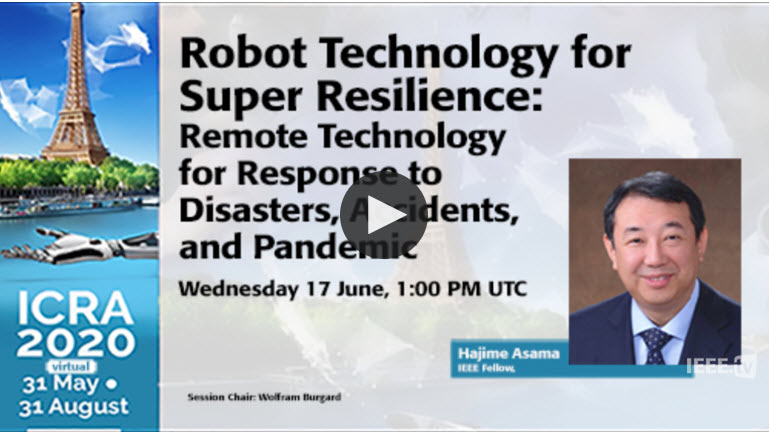 Robot Technology for
Super Resilience:
Remote Technology
for Response to
Disasters, Accidents,
and Pandemic
Wednesday 17 June, 1:00 PM UTC
ICRA
2020
virtual
31 May •
31 August
Hajime Asama
IEEE Fellow,
IEEE.tv
Session Chair: Wolfram Burgard